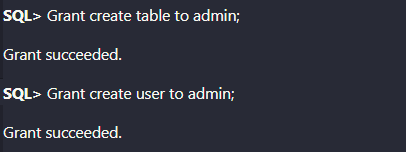 SQL> Grant create table to admin;
Grant succeeded.
SQL> Grant create user to admin;
Grant succeeded.